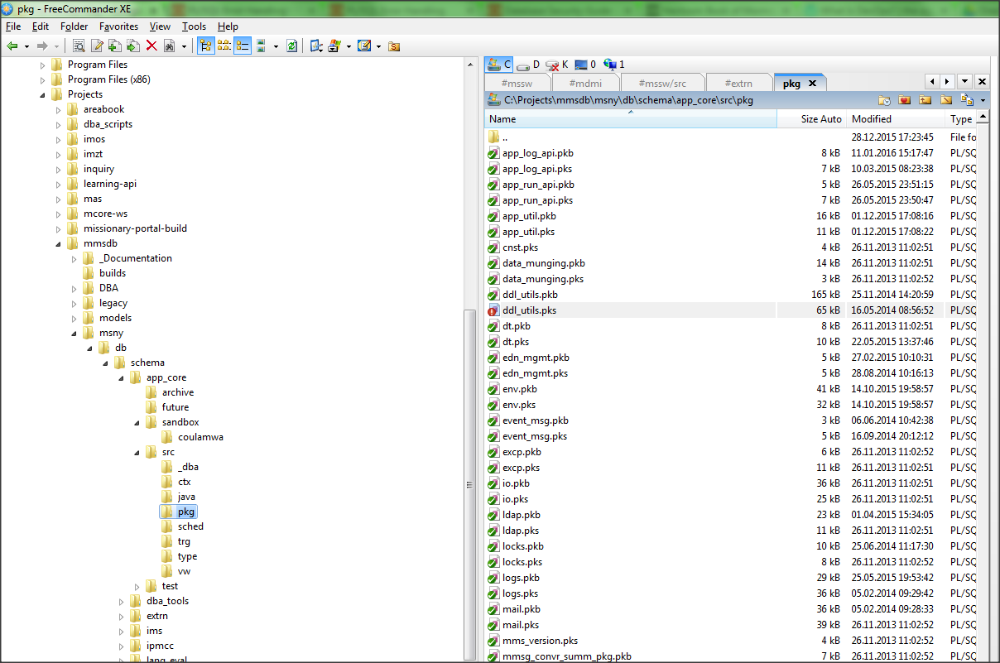 pkg - FreeCommander XE
File Edit Folder Favorites View Tools Help
Program Files
Program Files (x86)
Projects
areabook
dba_scripts
imos
imzt
inquiry
learning-api
mas
mcore-ws
missionary-portal-build
mmsdb
_Documentation
builds
DBA
legacy
models
msny
db
schema
app_core
archive
future
sandbox
coulamwa
src
_dba
ctx
java
pkg
sched
trg
type
vw
test
dba_tools
extrn
ims
ipmcc
lang_eval
C D K 0 1
#mssw #mdmi #mssw/src #extrn pkg
C:\Projects\mmsdb\msny\db\schema\app_core\src\pkg
Name Size Auto Modified Type
.. 28.12.2015 17:23:45 File fo
app_log_api.pkb 8 kB 11.01.2016 15:17:47 PL/SQ
app_log_api.pks 7 kB 10.03.2015 08:23:38 PL/SQ
app_run_api.pkb 5 kB 26.05.2015 23:51:15 PL/SQ
app_run_api.pks 7 kB 26.05.2015 23:50:47 PL/SQ
app_util.pkb 16 kB 01.12.2015 17:08:16 PL/SQ
app_util.pks 11 kB 01.12.2015 17:08:22 PL/SQ
cnst.pks 4 kB 26.11.2013 11:02:51 PL/SQ
data_munging.pkb 14 kB 26.11.2013 11:02:51 PL/SQ
data_munging.pks 3 kB 26.11.2013 11:02:52 PL/SQ
ddl_utils.pkb 165 kB 25.11.2014 14:20:59 PL/SQ
ddl_utils.pks 65 kB 16.05.2014 08:56:52 PL/SQ
dt.pkb 8 kB 26.11.2013 11:02:51 PL/SQ
dt.pks 10 kB 22.05.2015 13:37:46 PL/SQ
edn_mgmt.pkb 5 kB 27.02.2015 10:10:31 PL/SQ
edn_mgmt.pks 5 kB 28.08.2014 10:16:13 PL/SQ
env.pkb 41 kB 14.10.2015 19:58:57 PL/SQ
env.pks 32 kB 14.10.2015 19:58:57 PL/SQ
event_msg.pkb 3 kB 06.06.2014 10:42:38 PL/SQ
event_msg.pks 5 kB 16.09.2014 20:12:12 PL/SQ
excp.pkb 6 kB 26.11.2013 11:02:52 PL/SQ
excp.pks 11 kB 26.11.2013 11:02:51 PL/SQ
io.pkb 36 kB 26.11.2013 11:02:51 PL/SQ
io.pks 25 kB 26.11.2013 11:02:51 PL/SQ
ldap.pkb 23 kB 01.04.2015 15:34:05 PL/SQ
ldap.pks 11 kB 26.11.2013 11:02:51 PL/SQ
locks.pkb 10 kB 25.06.2014 11:17:30 PL/SQ
locks.pks 8 kB 26.11.2013 11:02:52 PL/SQ
logs.pkb 29 kB 25.05.2015 19:53:42 PL/SQ
logs.pks 36 kB 05.02.2014 09:29:42 PL/SQ
mail.pkb 36 kB 05.02.2014 09:28:33 PL/SQ
mail.pks 39 kB 26.11.2013 11:02:52 PL/SQ
mms_version.pks 4 kB 26.11.2013 11:02:52 PL/SQ
mmsg_convr_summ_pkg.pkb 7 kB 26.11.2013 11:02:52 PL/SQ